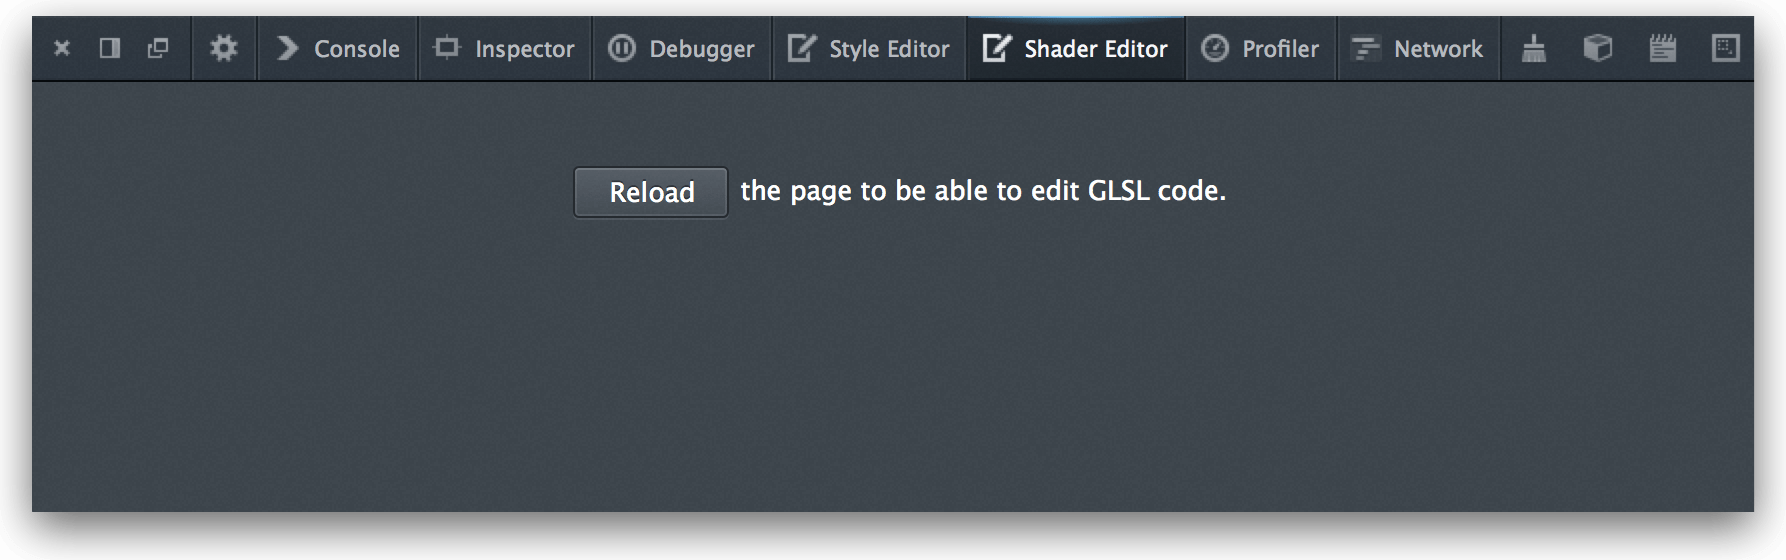 Console Inspector Debugger Style Editor Shader Editor Profiler Network
Reload the page to be able to edit GLSL code.